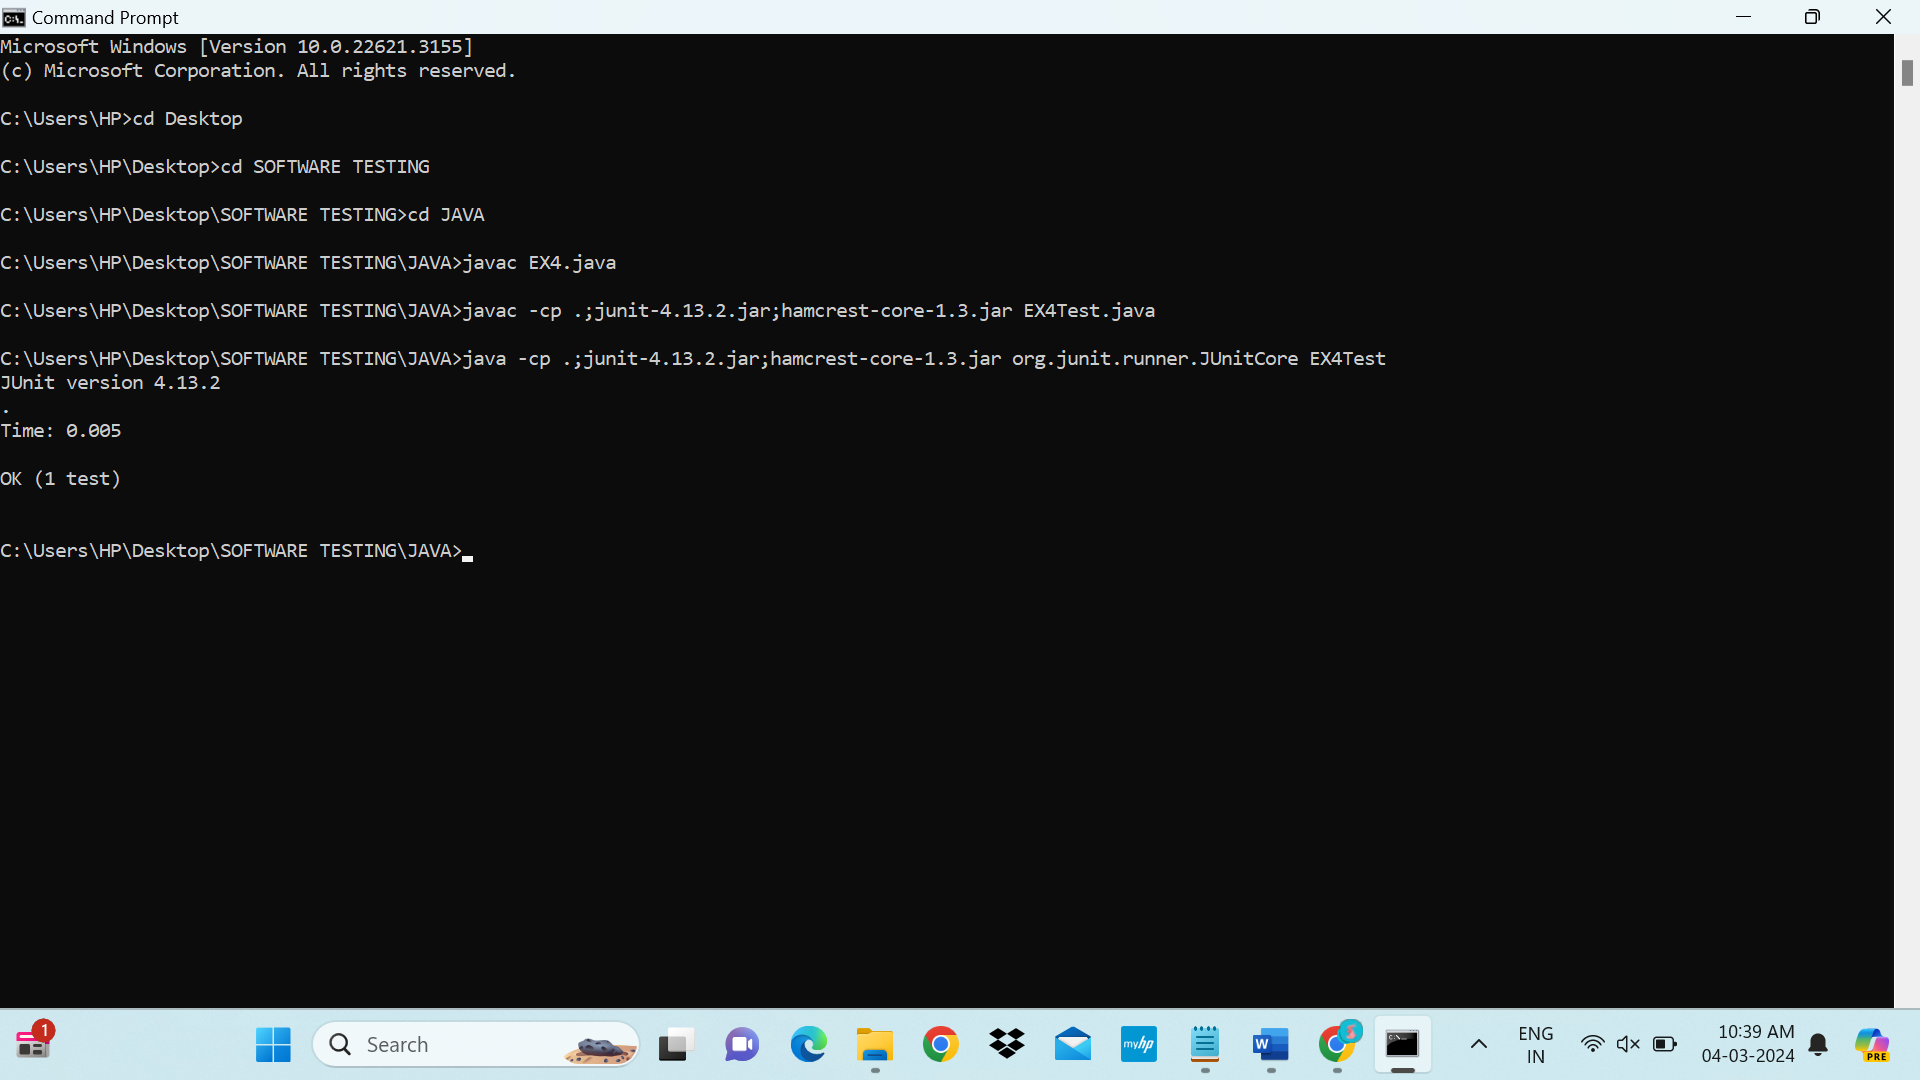 Command Prompt
Microsoft Windows [Version 10.0.22621.3155]
(c) Microsoft Corporation. All rights reserved.
C:\Users\HP>cd Desktop
C:\Users\HP\Desktop>cd SOFTWARE TESTING
C:\Users\HP\Desktop\SOFTWARE TESTING>cd JAVA
C:\Users\HP\Desktop\SOFTWARE TESTING\JAVA>javac EX4.java
C:\Users\HP\Desktop\SOFTWARE TESTING\JAVA>javac -cp .;junit-4.13.2.jar;hamcrest-core-1.3.jar EX4Test.java
C:\Users\HP\Desktop\SOFTWARE TESTING\JAVA>java -cp .;junit-4.13.2.jar;hamcrest-core-1.3.jar org.junit.runner.JUnitCore EX4Test
JUnit version 4.13.2
.
Time: 0.005
OK (1 test)
C:\Users\HP\Desktop\SOFTWARE TESTING\JAVA>
1
Search
myhp
W
ENG
IN
10:39 AM
04-03-2024
PRE